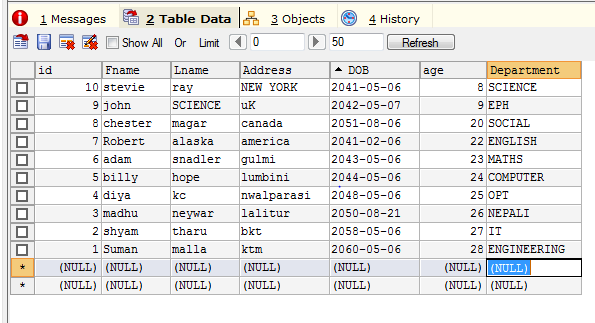 1 Messages 2 Table Data 3 Objects 4 History
Show All Or Limit 0 50 Refresh
id Fname Lname Address DOB age Department
10 stevie ray NEW YORK 2041-05-06 8 SCIENCE
9 john SCIENCE uK 2042-05-07 9 EPH
8 chester magar canada 2051-08-06 20 SOCIAL
7 Robert alaska america 2041-02-06 22 ENGLISH
6 adam snadler gulmi 2043-05-06 23 MATHS
5 billy hope lumbini 2044-05-06 24 COMPUTER
4 diya kc nwalparasi 2048-05-06 25 OPT
3 madhu neywar lalitur 2050-08-21 26 NEPALI
2 shyam tharu bkt 2058-05-06 27 IT
1 Suman malla ktm 2060-05-06 28 ENGINEERING
* (NULL) (NULL) (NULL) (NULL) (NULL) (NULL) (NULL)
* (NULL) (NULL) (NULL) (NULL) (NULL) (NULL) (NULL)